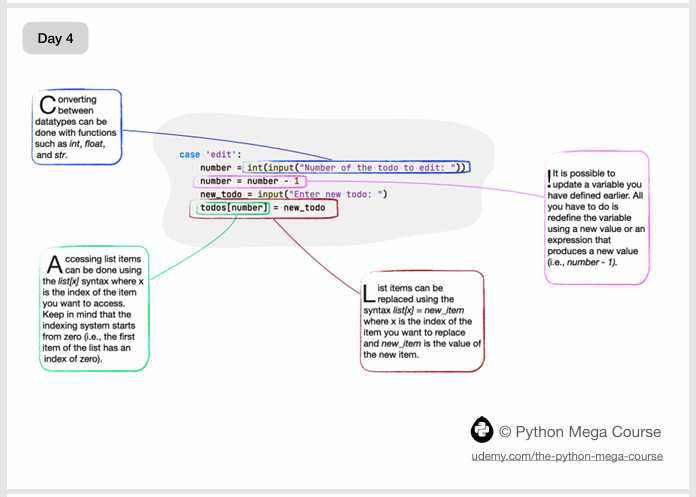 Day 4
Converting
between
datatypes can be
done with functions
such as int, float,
and str.
case 'edit':
number = int(input("Number of the todo to edit: "))
number = number - 1
new_todo = input("Enter new todo: ")
todos[number] = new_todo
! It is possible to
update a variable you
have defined earlier. All
you have to do is
redefine the variable
using a new value or an
expression that
produces a new value
(i.e., number - 1).
Accessing list items
can be done using
the list[x] syntax where x
is the index of the item
you want to access.
Keep in mind that the
indexing system starts
from zero (i.e., the first
item of the list has an
index of zero).
List items can be
replaced using the
syntax list[x] = new_item
where x is the index of the
item you want to replace
and new_item is the value of
the new item.
© Python Mega Course
udemy.com/the-python-mega-course